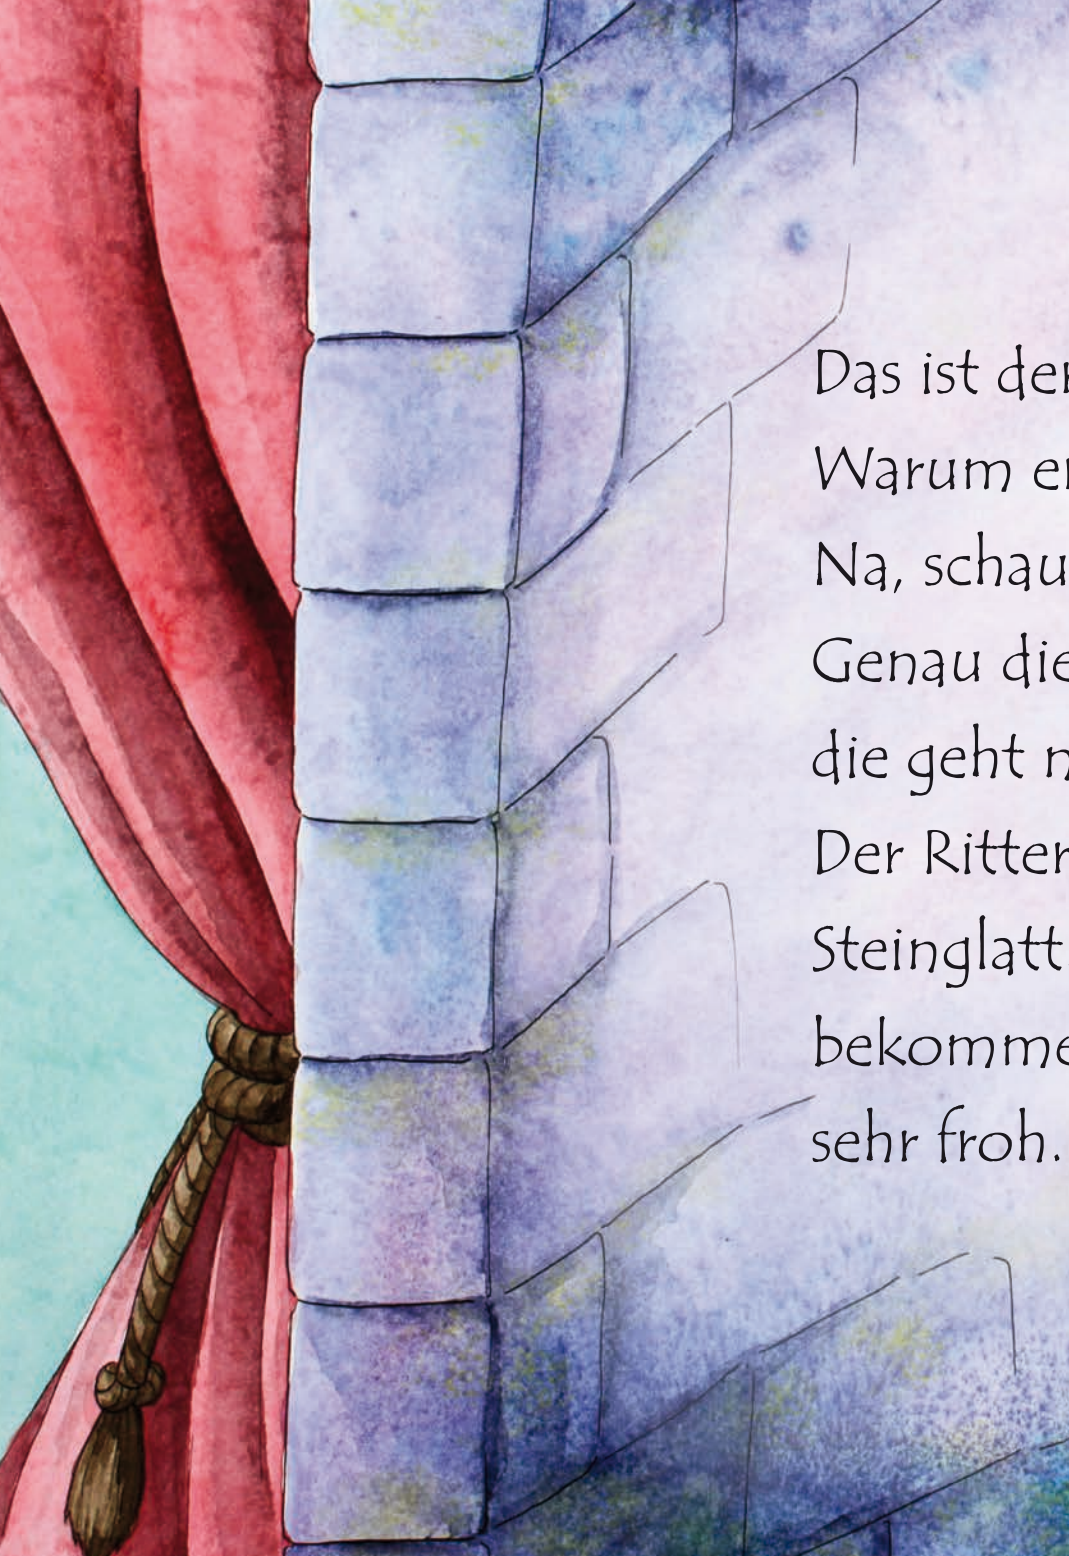 Das ist der
Warum er
Na, schau
Genau die
die geht n
Der Ritter
Steinglatt
bekomme
sehr froh.